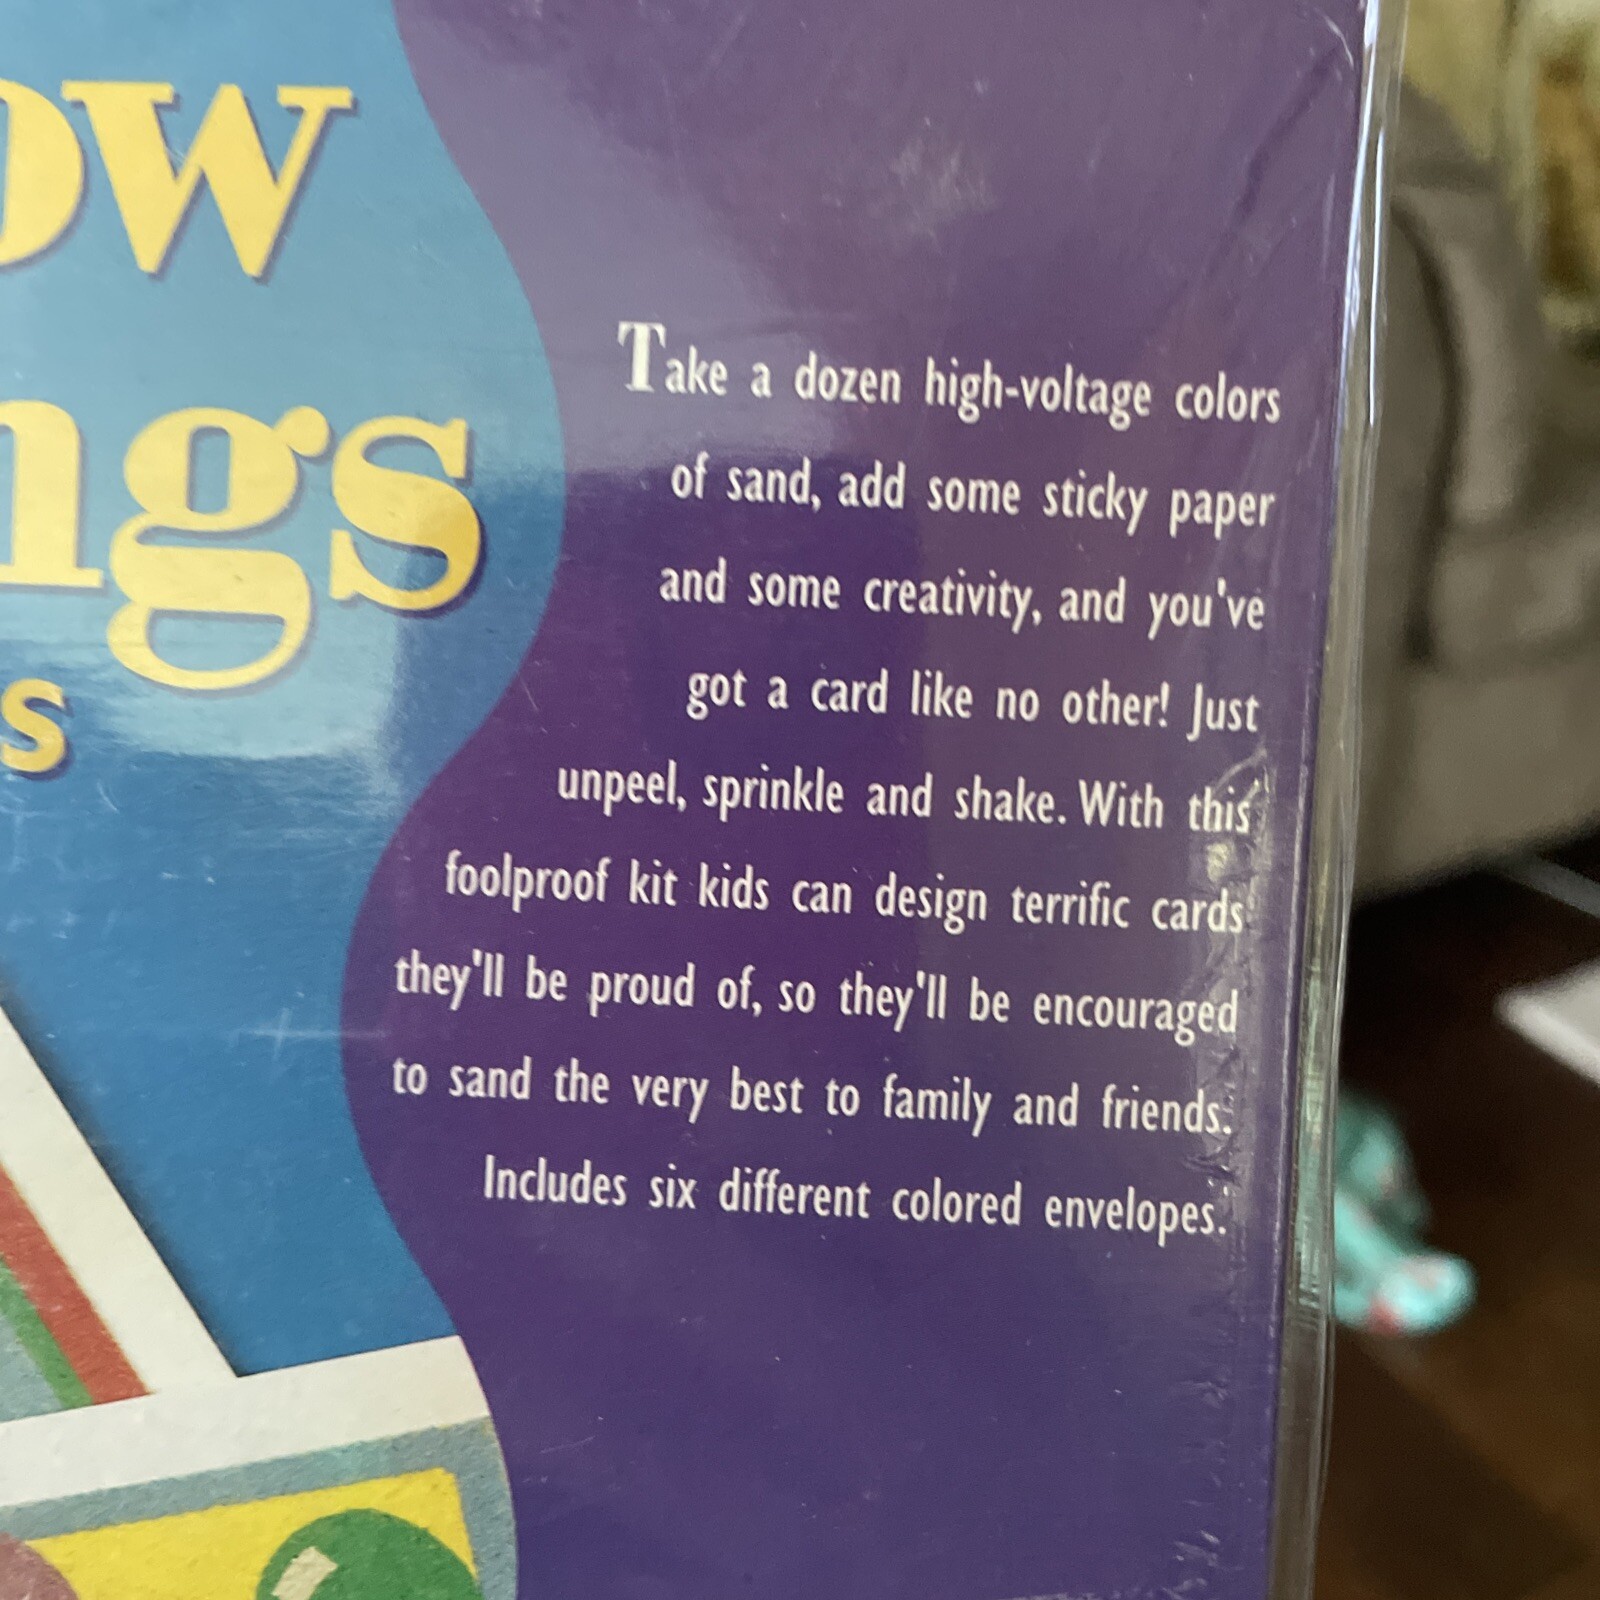 ow
ngs
s
Take a dozen high-voltage colors
of sand, add some sticky paper
and some creativity, and you've
got a card like no other! Just
unpeel, sprinkle and shake. With this
foolproof kit kids can design terrific cards
they'll be proud of, so they'll be encouraged
to sand the very best to family and friends.
Includes six different colored envelopes.